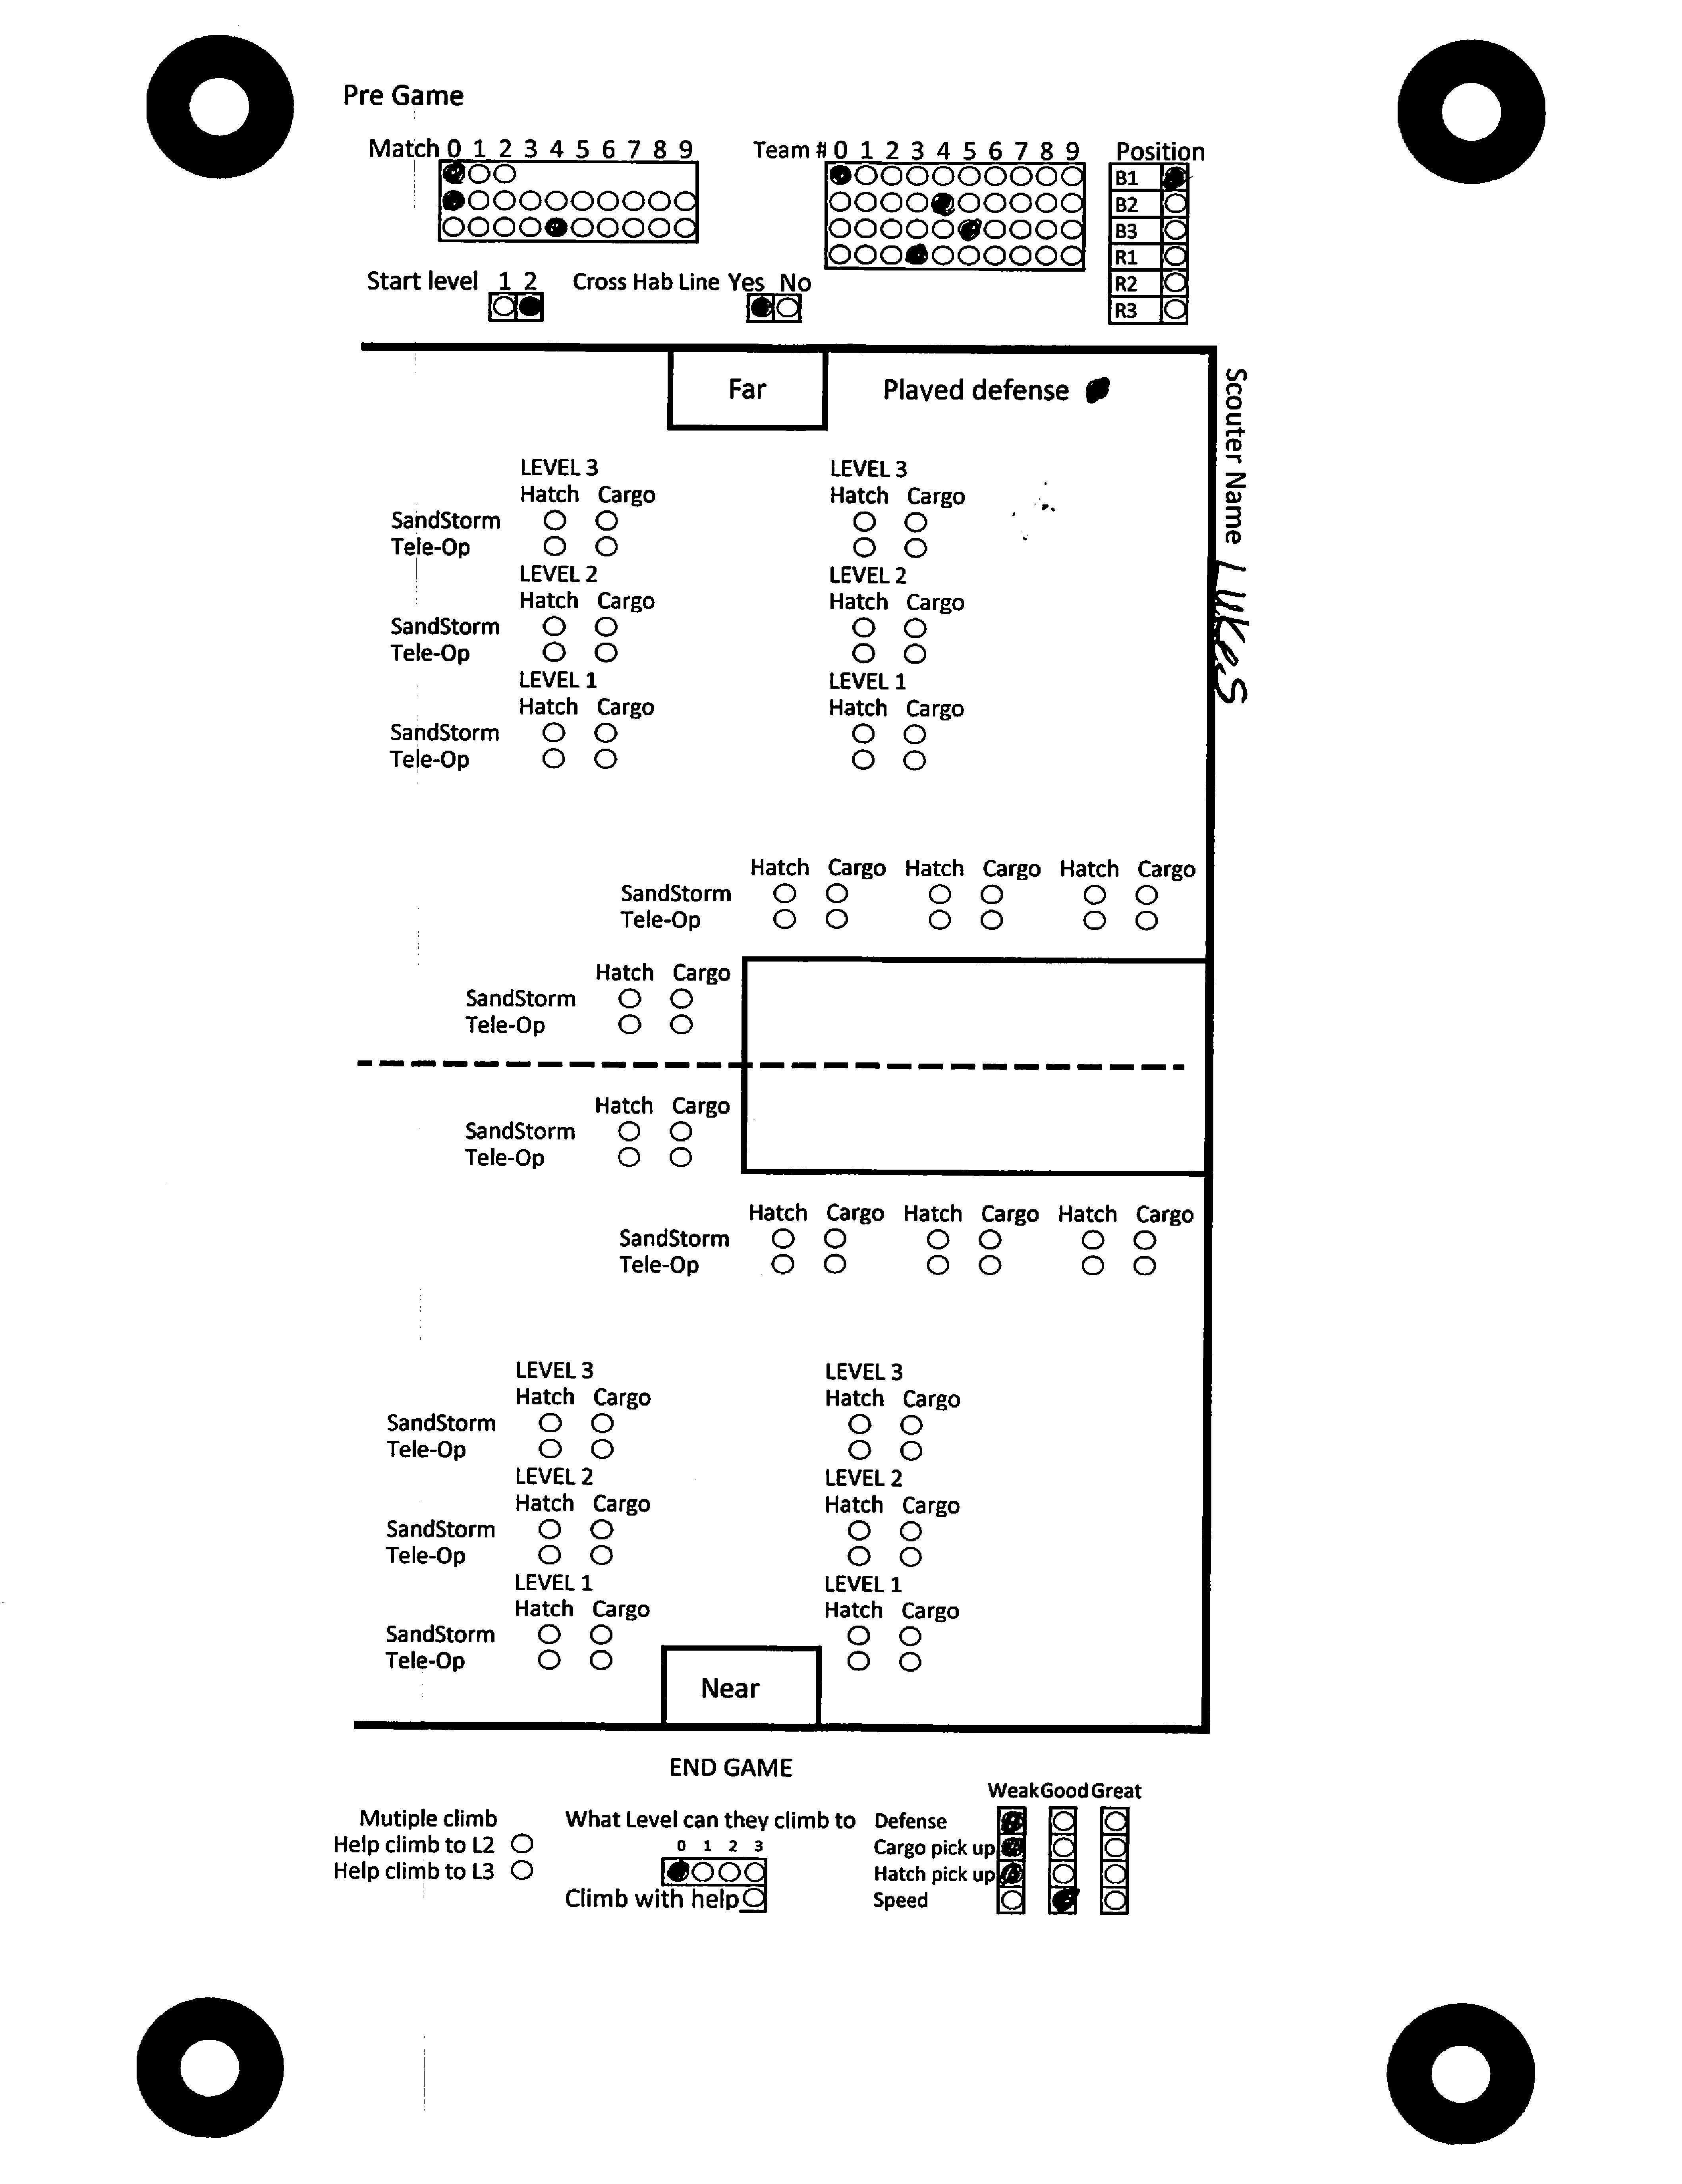 Pre Game
Match 0 1 2 3 4 5 6 7 8 9
Team # 0 1 2 3 4 5 6 7 8 9
Position
B1
B2
B3
R1
R2
R3
Start level 1 2
Cross Hab Line Yes No
Far
Played defense
Scouter Name Lukes
LEVEL 3 LEVEL 3
Hatch Cargo Hatch Cargo
SandStorm
Tele-Op
LEVEL 2 LEVEL 2
Hatch Cargo Hatch Cargo
SandStorm
Tele-Op
LEVEL 1 LEVEL 1
Hatch Cargo Hatch Cargo
SandStorm
Tele-Op
Hatch Cargo Hatch Cargo Hatch Cargo
SandStorm
Tele-Op
Hatch Cargo
SandStorm
Tele-Op
Hatch Cargo
SandStorm
Tele-Op
Hatch Cargo Hatch Cargo Hatch Cargo
SandStorm
Tele-Op
LEVEL 3 LEVEL 3
Hatch Cargo Hatch Cargo
SandStorm
Tele-Op
LEVEL 2 LEVEL 2
Hatch Cargo Hatch Cargo
SandStorm
Tele-Op
LEVEL 1 LEVEL 1
Hatch Cargo Hatch Cargo
SandStorm
Tele-Op
Near
END GAME
Mutiple climb
Help climb to L2
Help climb to L3
What Level can they climb to
0 1 2 3
Climb with help
Weak Good Great
Defense
Cargo pick up
Hatch pick up
Speed